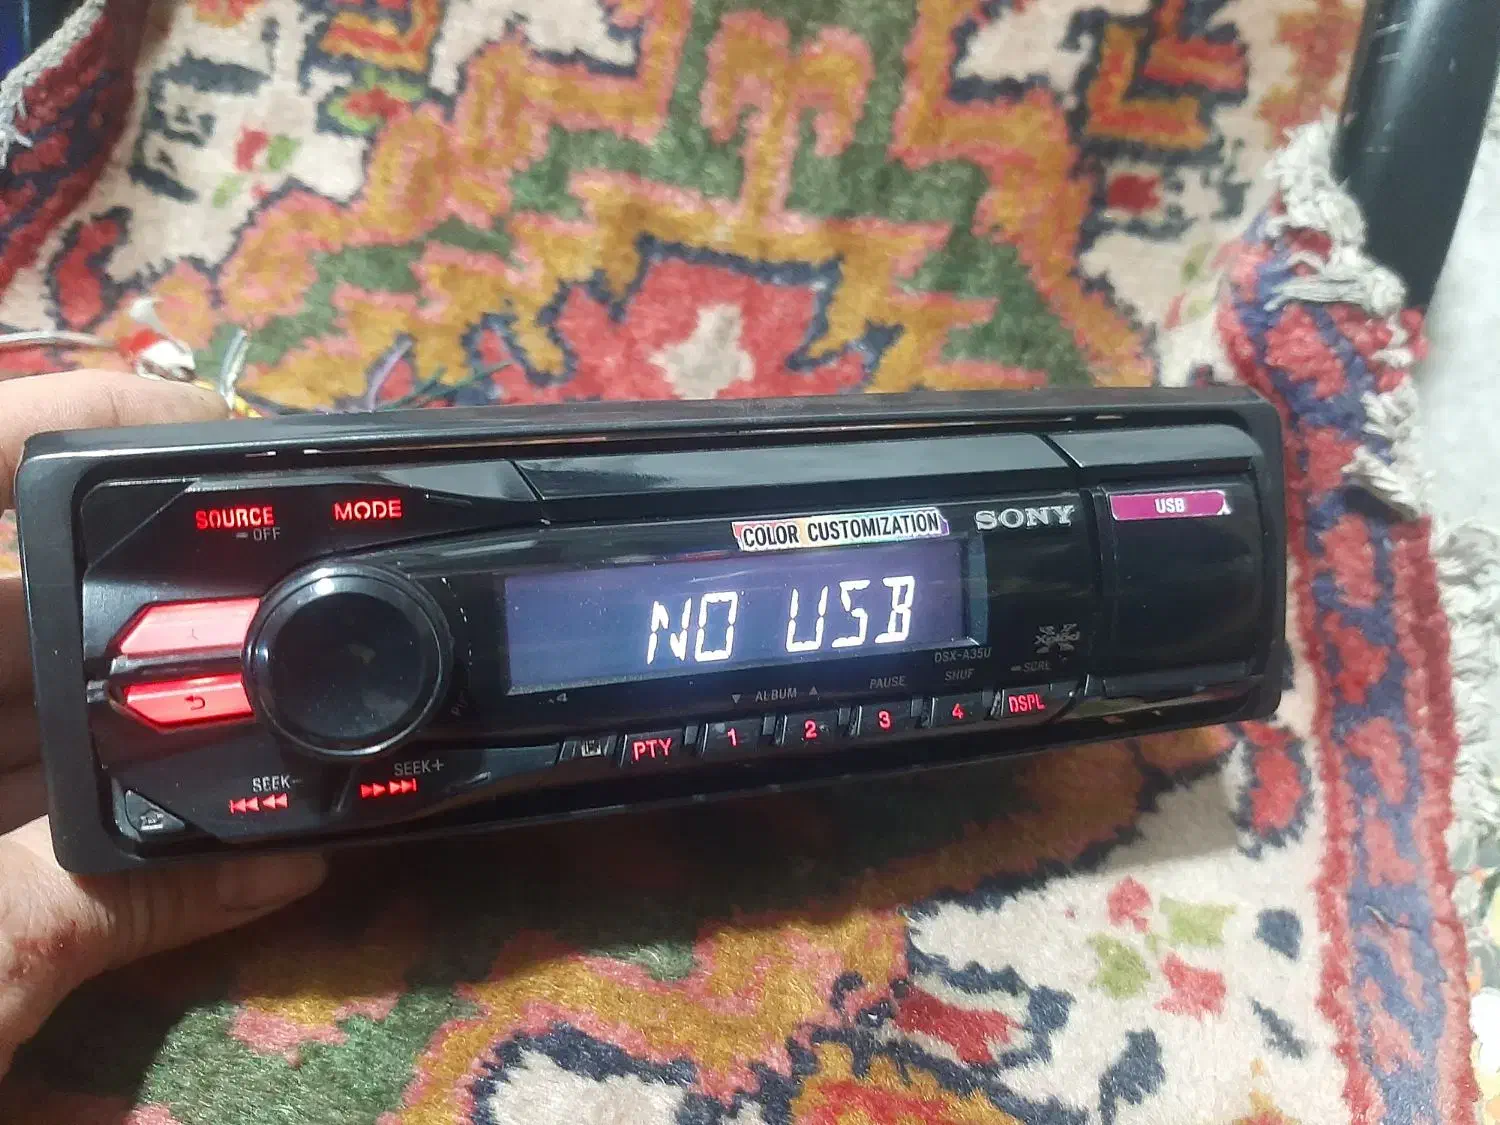 SOURCE
OFF
MODE
COLOR CUSTOMIZATION
SONY
USB
NO USB
Xplod
DSX-A35U
SCRL
ALBUM
PAUSE
SHUF
PTY
1
2
3
4
DSPL
SEEK-
SEEK+